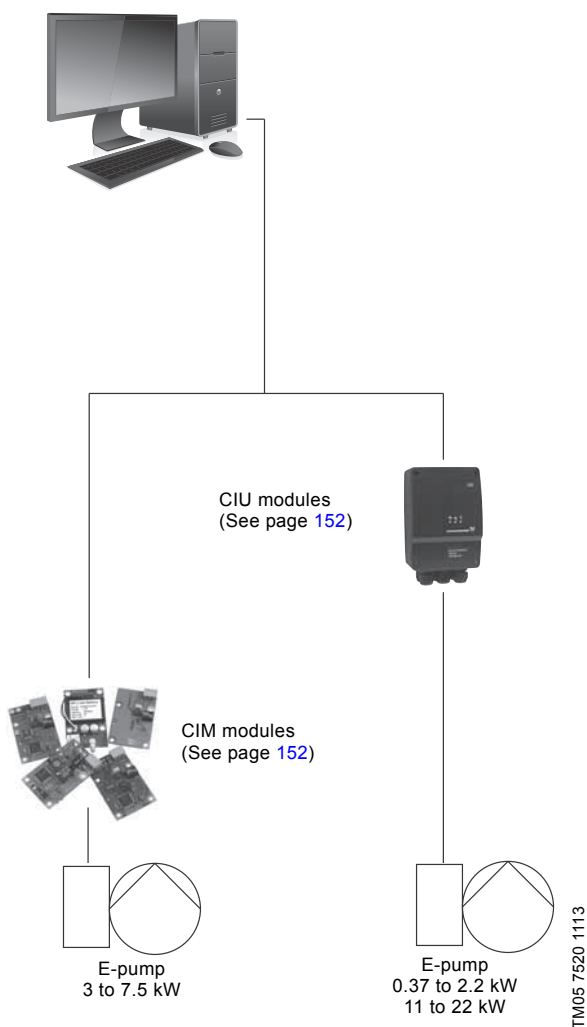 CIU modules
(See page 152)
CIM modules
(See page 152)
E-pump
3 to 7.5 kW
E-pump
0.37 to 2.2 kW
11 to 22 kW
TM05 7520 1113